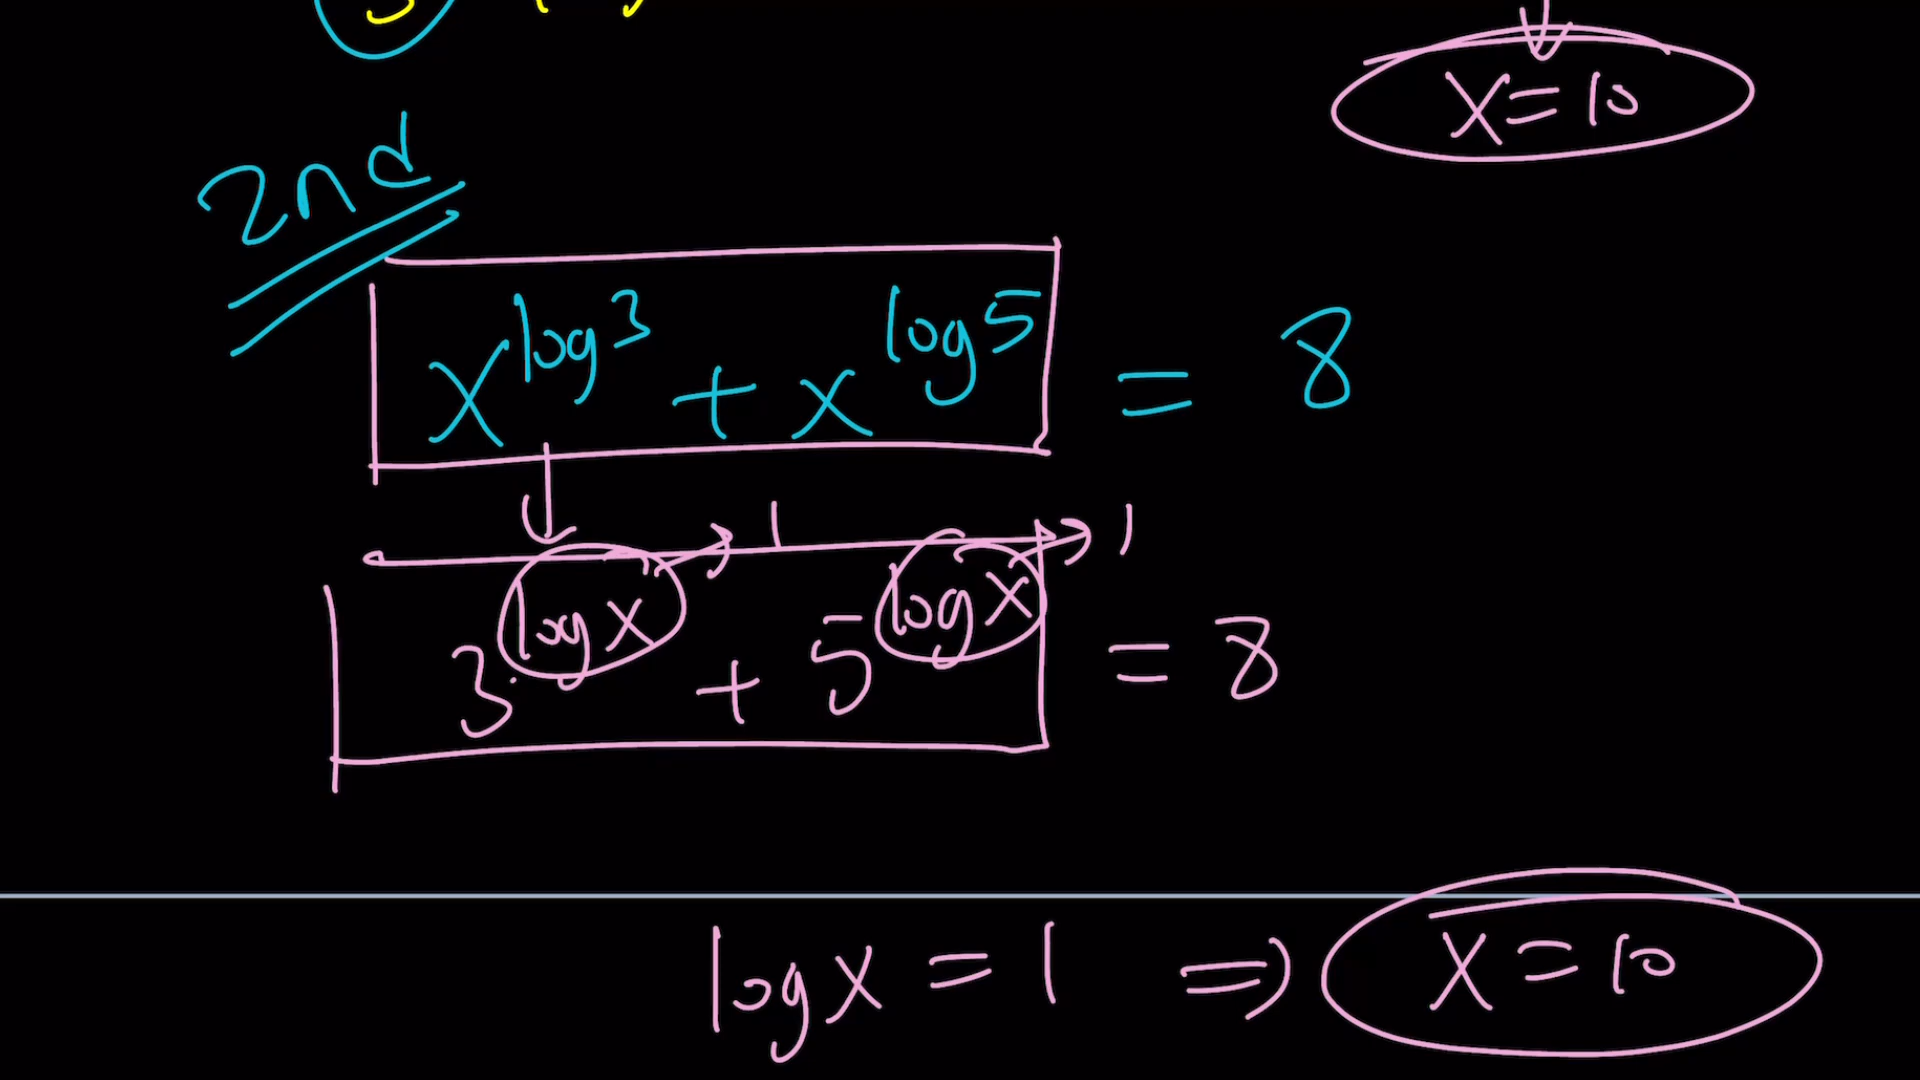 x = 10
2nd
x^log3 + x^log5 = 8
1 1
3^logx + 5^logx = 8
logx = 1 ⇒ x = 10